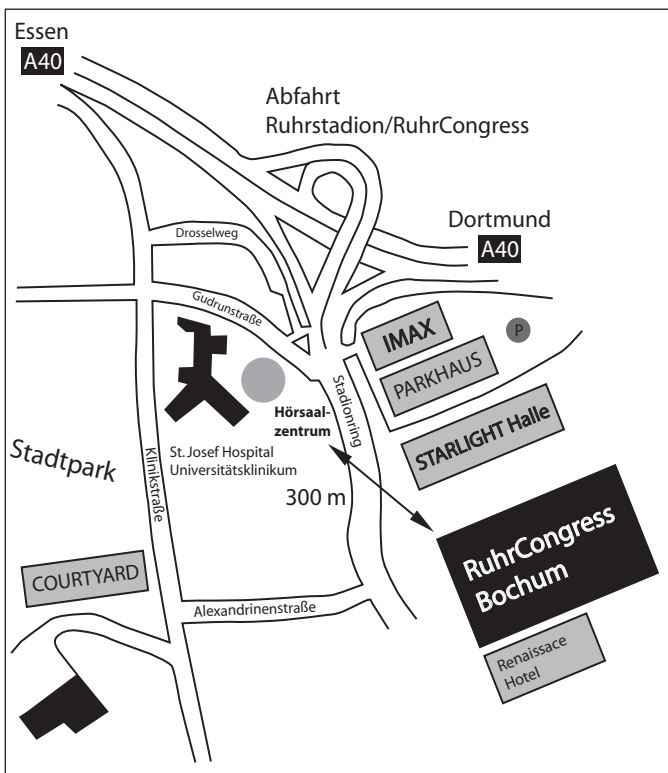 Essen
A40
Abfahrt
Ruhrstadion/RuhrCongress
Dortmund
A40
Drosselweg
Gudrunstraße
IMAX
P
PARKHAUS
Stadionring
Hörsaal-
zentrum
STARLIGHT Halle
Stadtpark
Klinikstraße
St. Josef Hospital
Universitätsklinikum
300 m
RuhrCongress
Bochum
COURTYARD
Alexandrinenstraße
Renaissace
Hotel